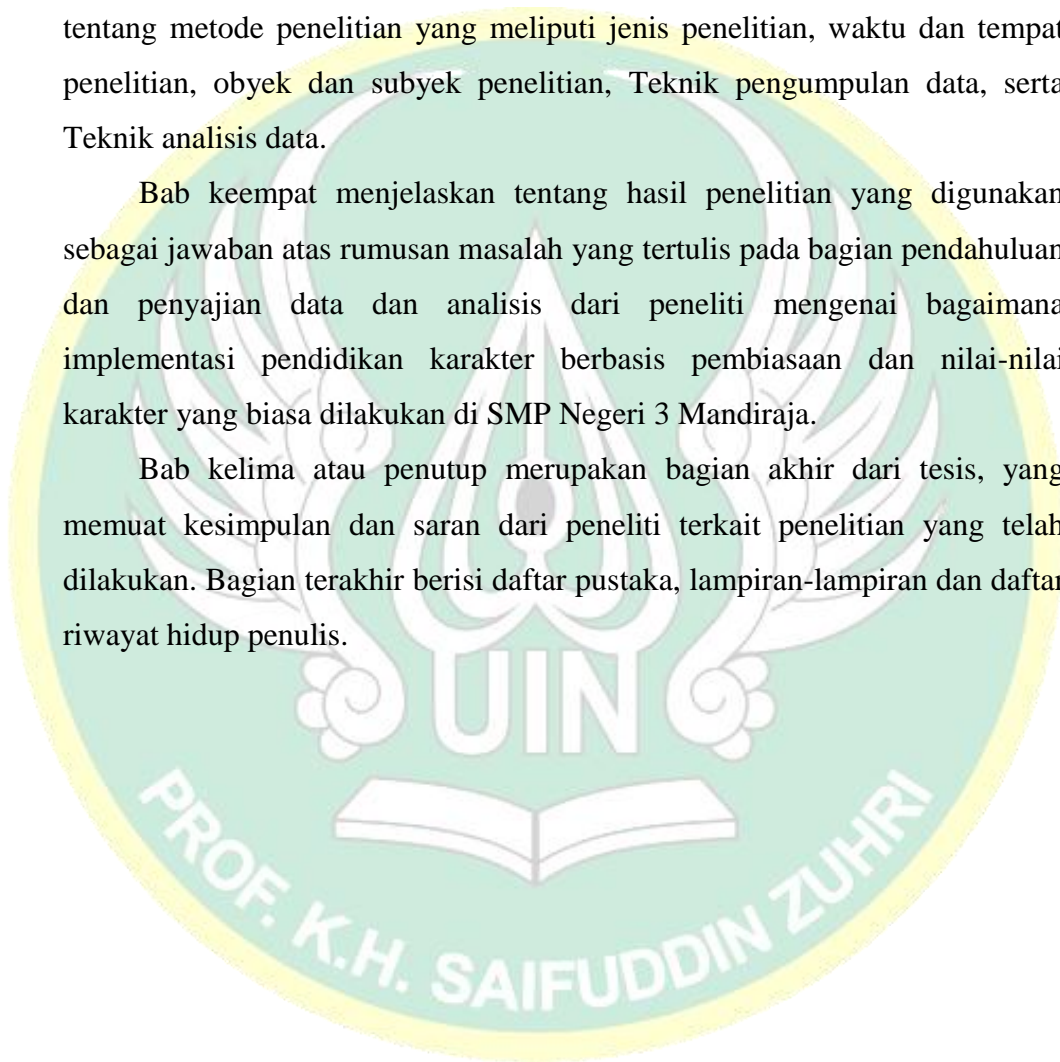 tentang metode penelitian yang meliputi jenis penelitian, waktu dan tempat
penelitian, obyek dan subyek penelitian, Teknik pengumpulan data, serta
Teknik analisis data.
Bab keempat menjelaskan tentang hasil penelitian yang digunakan
sebagai jawaban atas rumusan masalah yang tertulis pada bagian pendahuluan
dan penyajian data dan analisis dari peneliti mengenai bagaimana
implementasi pendidikan karakter berbasis pembiasaan dan nilai-nilai
karakter yang biasa dilakukan di SMP Negeri 3 Mandiraja.
Bab kelima atau penutup merupakan bagian akhir dari tesis, yang
memuat kesimpulan dan saran dari peneliti terkait penelitian yang telah
dilakukan. Bagian terakhir berisi daftar pustaka, lampiran-lampiran dan daftar
riwayat hidup penulis.
UIN
PROF. K.H. SAIFUDDIN ZUHRI